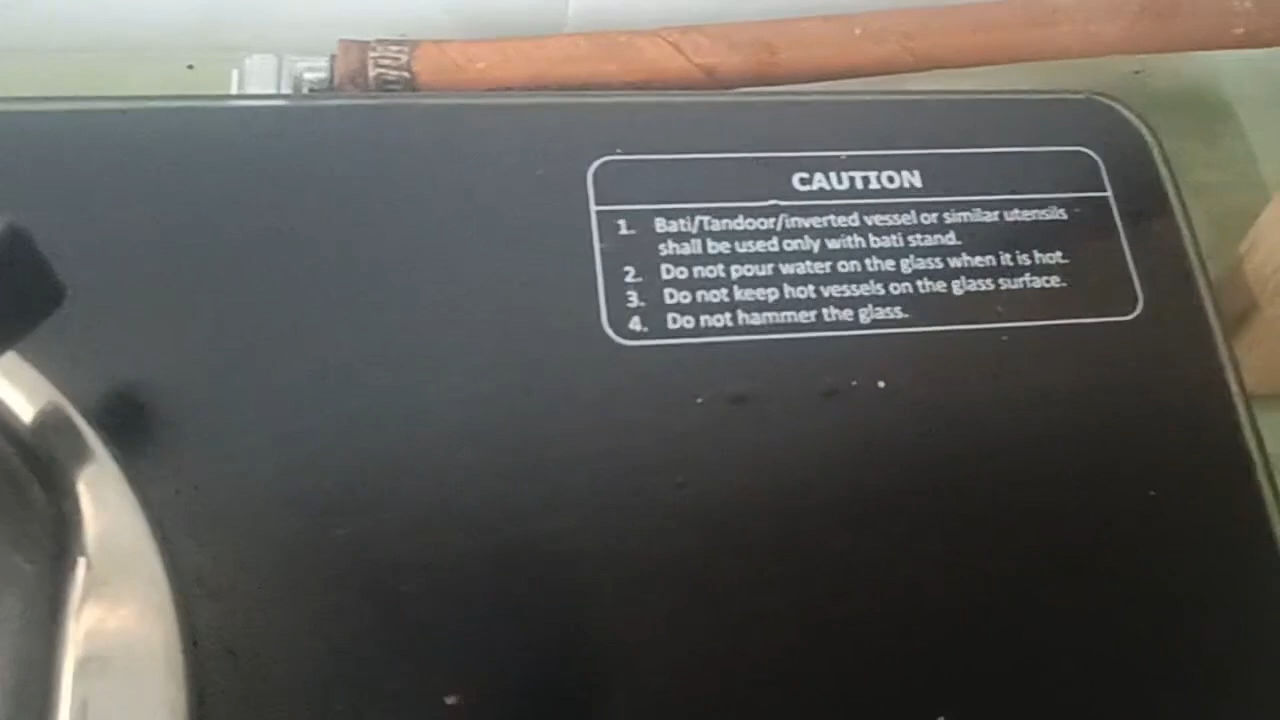 CAUTION
1. Bati/Tandoor/inverted vessel or similar utensils
shall be used only with bati stand.
2. Do not pour water on the glass when it is hot.
3. Do not keep hot vessels on the glass surface.
4. Do not hammer the glass.